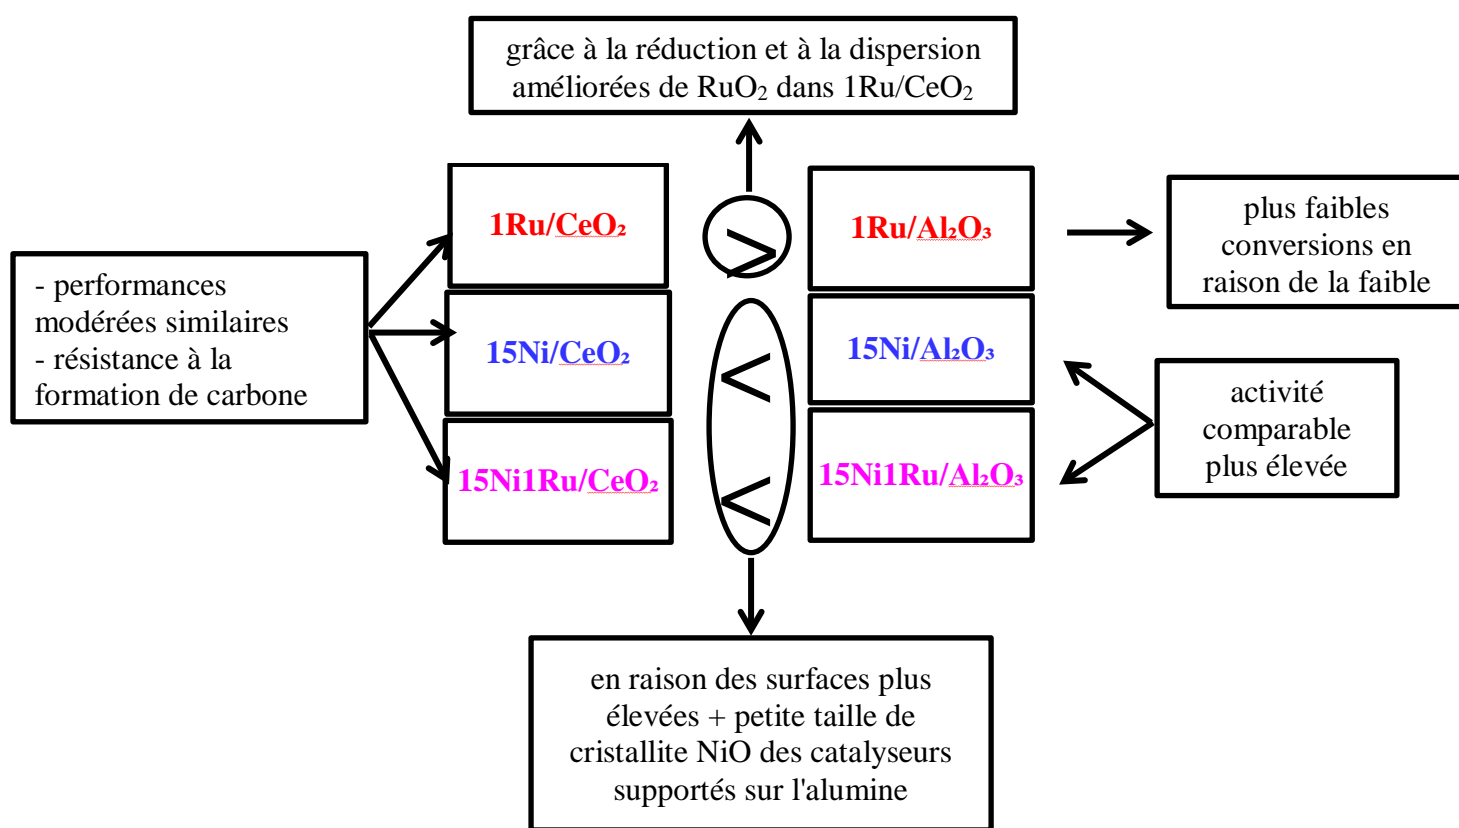 grâce à la réduction et à la dispersion
améliorées de RuO₂ dans 1Ru/CeO₂
1Ru/CeO₂
>
1Ru/Al₂O₃
plus faibles
conversions en
raison de la faible
- performances
modérées similaires
- résistance à la
formation de carbone
15Ni/CeO₂
<
15Ni/Al₂O₃
activité
comparable
plus élevée
15Ni1Ru/CeO₂
<
15Ni1Ru/Al₂O₃
en raison des surfaces plus
élevées + petite taille de
cristallite NiO des catalyseurs
supportés sur l'alumine